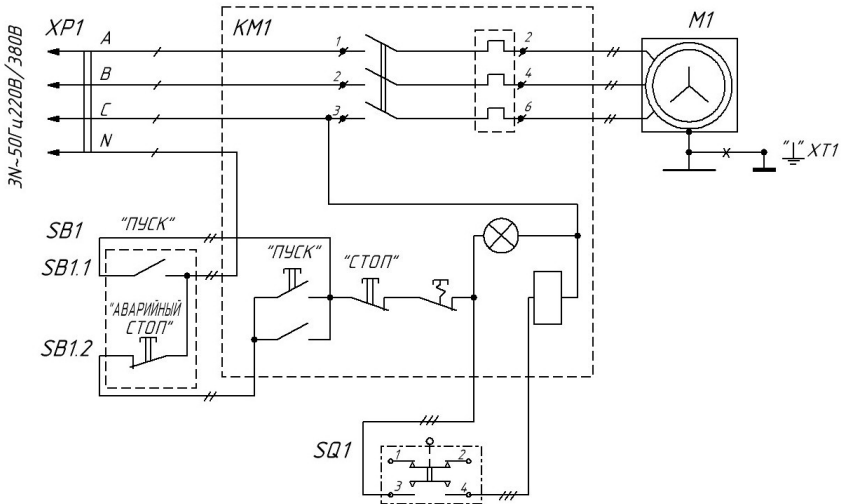 XP1
KM1
M1
A
1
2
B
2
4
C
3
6
N
3N~50Гц220В/380В
"⏚" XT1
SB1
"ПУСК"
SB1.1
"ПУСК"
"СТОП"
"АВАРИЙНЫЙ
СТОП"
SB1.2
SQ1
1
2
3
4